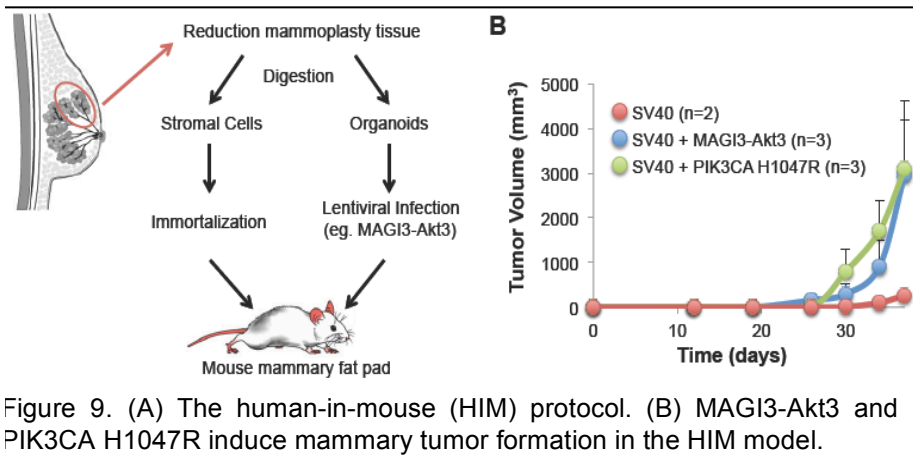 Reduction mammoplasty tissue
Digestion
Stromal Cells
Organoids
Immortalization
Lentiviral Infection
(eg. MAGI3-Akt3)
Mouse mammary fat pad
B
Tumor Volume (mm³)
5000
4000
3000
2000
1000
0
SV40 (n=2)
SV40 + MAGI3-Akt3 (n=3)
SV40 + PIK3CA H1047R (n=3)
0
10
20
30
Time (days)
Figure 9. (A) The human-in-mouse (HIM) protocol. (B) MAGI3-Akt3 and
PIK3CA H1047R induce mammary tumor formation in the HIM model.